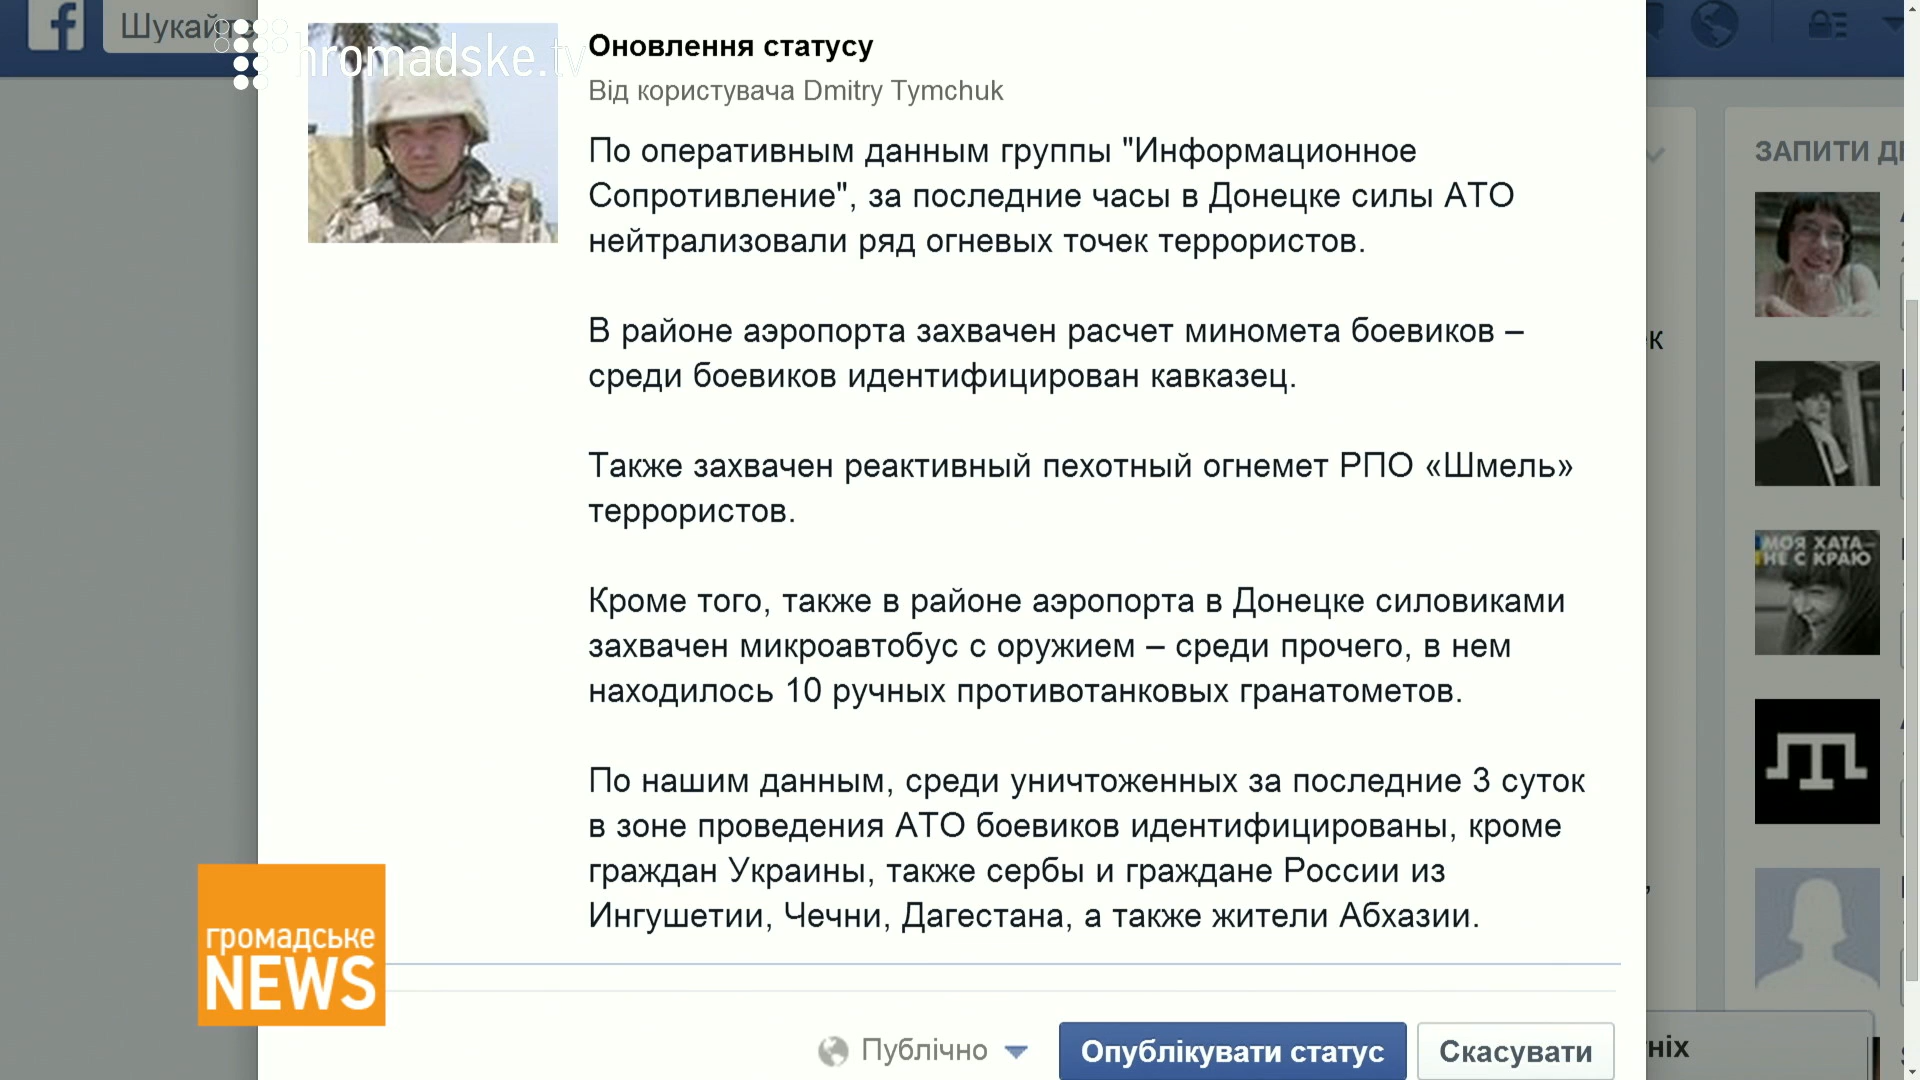 Шукайте
hromadske.tv
Оновлення статусу
Від користувача Dmitry Tymchuk
По оперативным данным группы "Информационное
Сопротивление", за последние часы в Донецке силы АТО
нейтрализовали ряд огневых точек террористов.
В районе аэропорта захвачен расчет миномета боевиков –
среди боевиков идентифицирован кавказец.
Также захвачен реактивный пехотный огнемет РПО «Шмель»
террористов.
Кроме того, также в районе аэропорта в Донецке силовиками
захвачен микроавтобус с оружием – среди прочего, в нем
находилось 10 ручных противотанковых гранатометов.
По нашим данным, среди уничтоженных за последние 3 суток
в зоне проведения АТО боевиков идентифицированы, кроме
граждан Украины, также сербы и граждане России из
Ингушетии, Чечни, Дагестана, а также жители Абхазии.
Публічно
Опублікувати статус
Скасувати
ЗАПИТИ
МОЯ ХАТА
НЕ С КРАЮ
громадське
NEWS